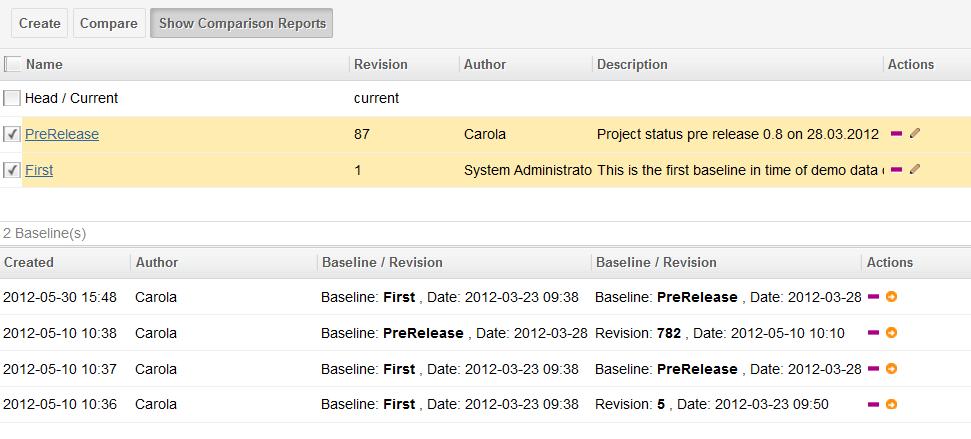 Create Compare Show Comparison Reports
Name Revision Author Description Actions
Head / Current current
PreRelease 87 Carola Project status pre release 0.8 on 28.03.2012
First 1 System Administrato This is the first baseline in time of demo data
2 Baseline(s)
Created Author Baseline / Revision Baseline / Revision Actions
2012-05-30 15:48 Carola Baseline: First , Date: 2012-03-23 09:38 Baseline: PreRelease , Date: 2012-03-28
2012-05-10 10:38 Carola Baseline: PreRelease , Date: 2012-03-28 Revision: 782 , Date: 2012-05-10 10:10
2012-05-10 10:37 Carola Baseline: First , Date: 2012-03-23 09:38 Baseline: PreRelease , Date: 2012-03-28
2012-05-10 10:36 Carola Baseline: First , Date: 2012-03-23 09:38 Revision: 5 , Date: 2012-03-23 09:50